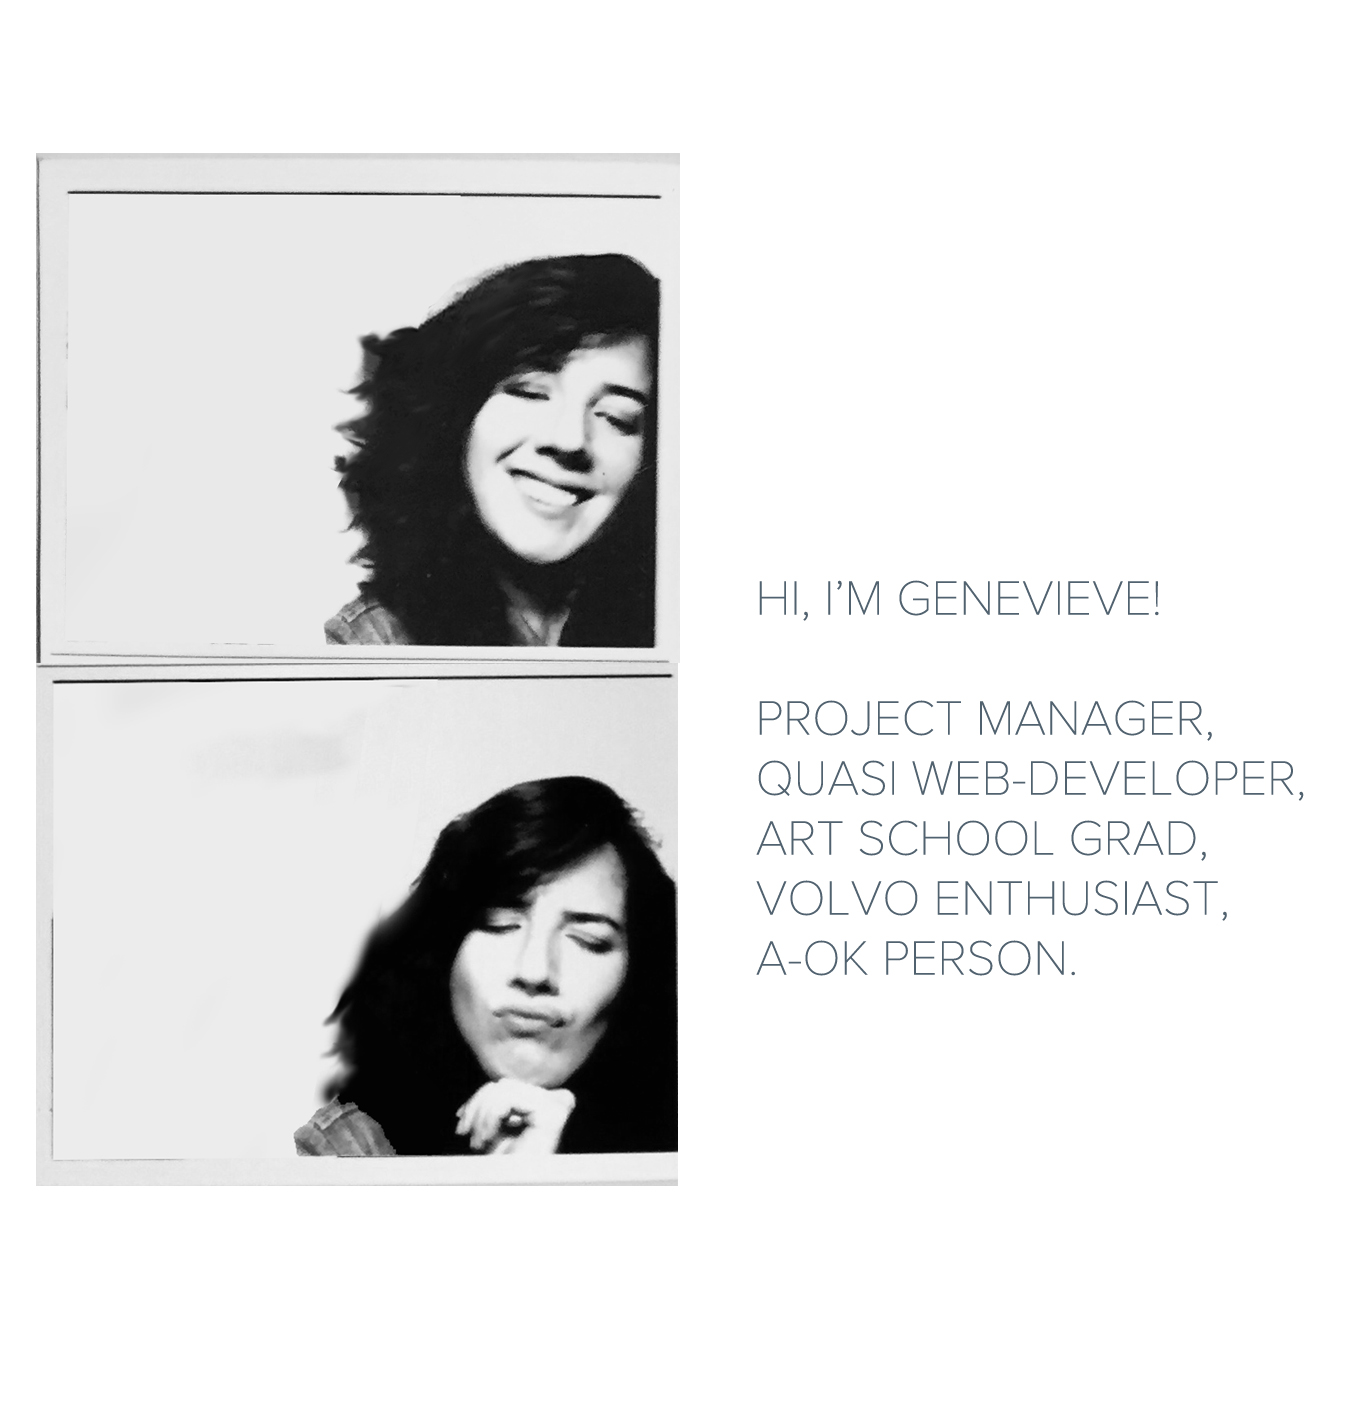 HI, I’M GENEVIEVE!
PROJECT MANAGER,
QUASI WEB-DEVELOPER,
ART SCHOOL GRAD,
VOLVO ENTHUSIAST,
A-OK PERSON.